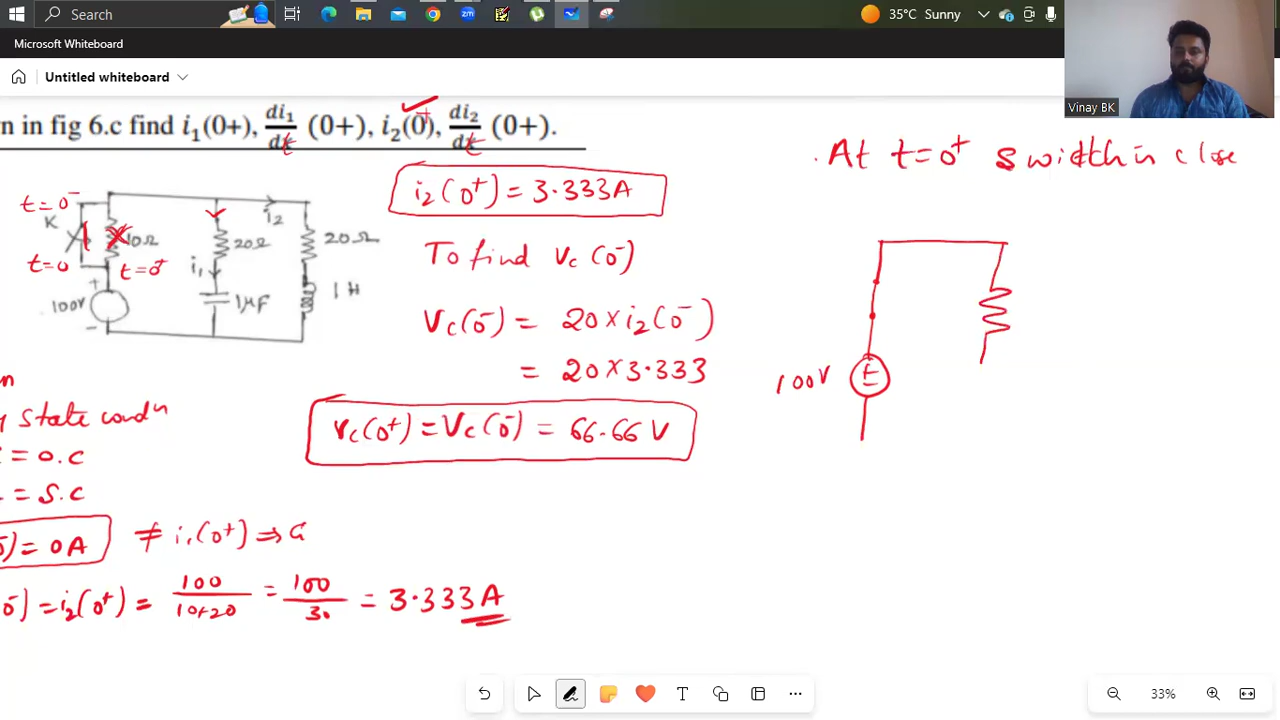 Search
35°C Sunny
Microsoft Whiteboard
Untitled whiteboard
Vinay BK
n in fig 6.c find i₁(0+), di₁/dt (0+), i₂(0+), di₂/dt (0+).
At t=0⁺ switch in close
t=0⁻
K
10Ω
t=0
t=0⁺
+
100V
-
i₂
20Ω
i₁
1μF
20Ω
1H
i₂(0⁺) = 3.333A
To find Vc(0⁻)
Vc(0⁻) = 20×i₂(0⁻)
= 20×3.333
Vc(0⁺) = Vc(0⁻) = 66.66 V
100V
+
-
n
y state condn
= O.C
= S.C
0⁻) = 0A ≠ i₁(0⁺) ⇒
0⁻) = i₂(0⁺) = 100/10+20 = 100/30 = 3.333A
33%